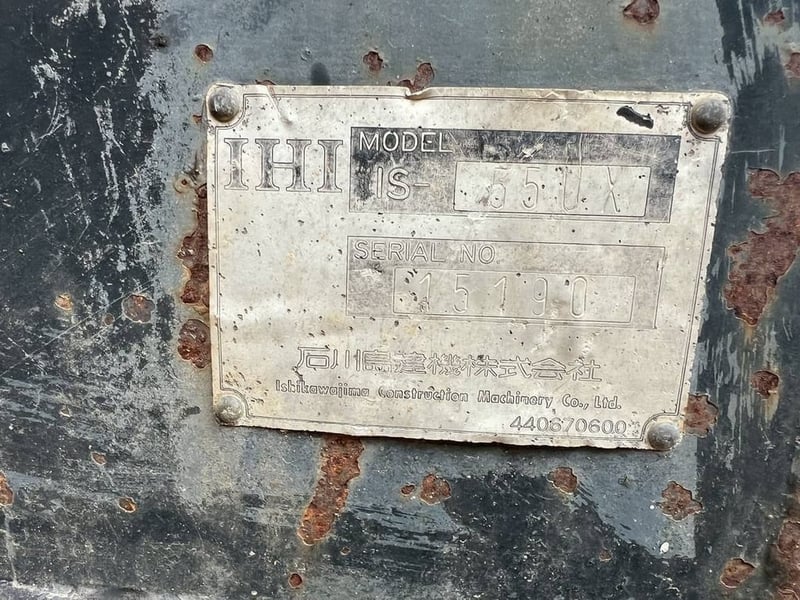 IHI
MODEL
IS- 55UX
SERIAL NO.
15190
石川島建機株式会社
Ishikawajima Construction Machinery Co., Ltd.
440670600